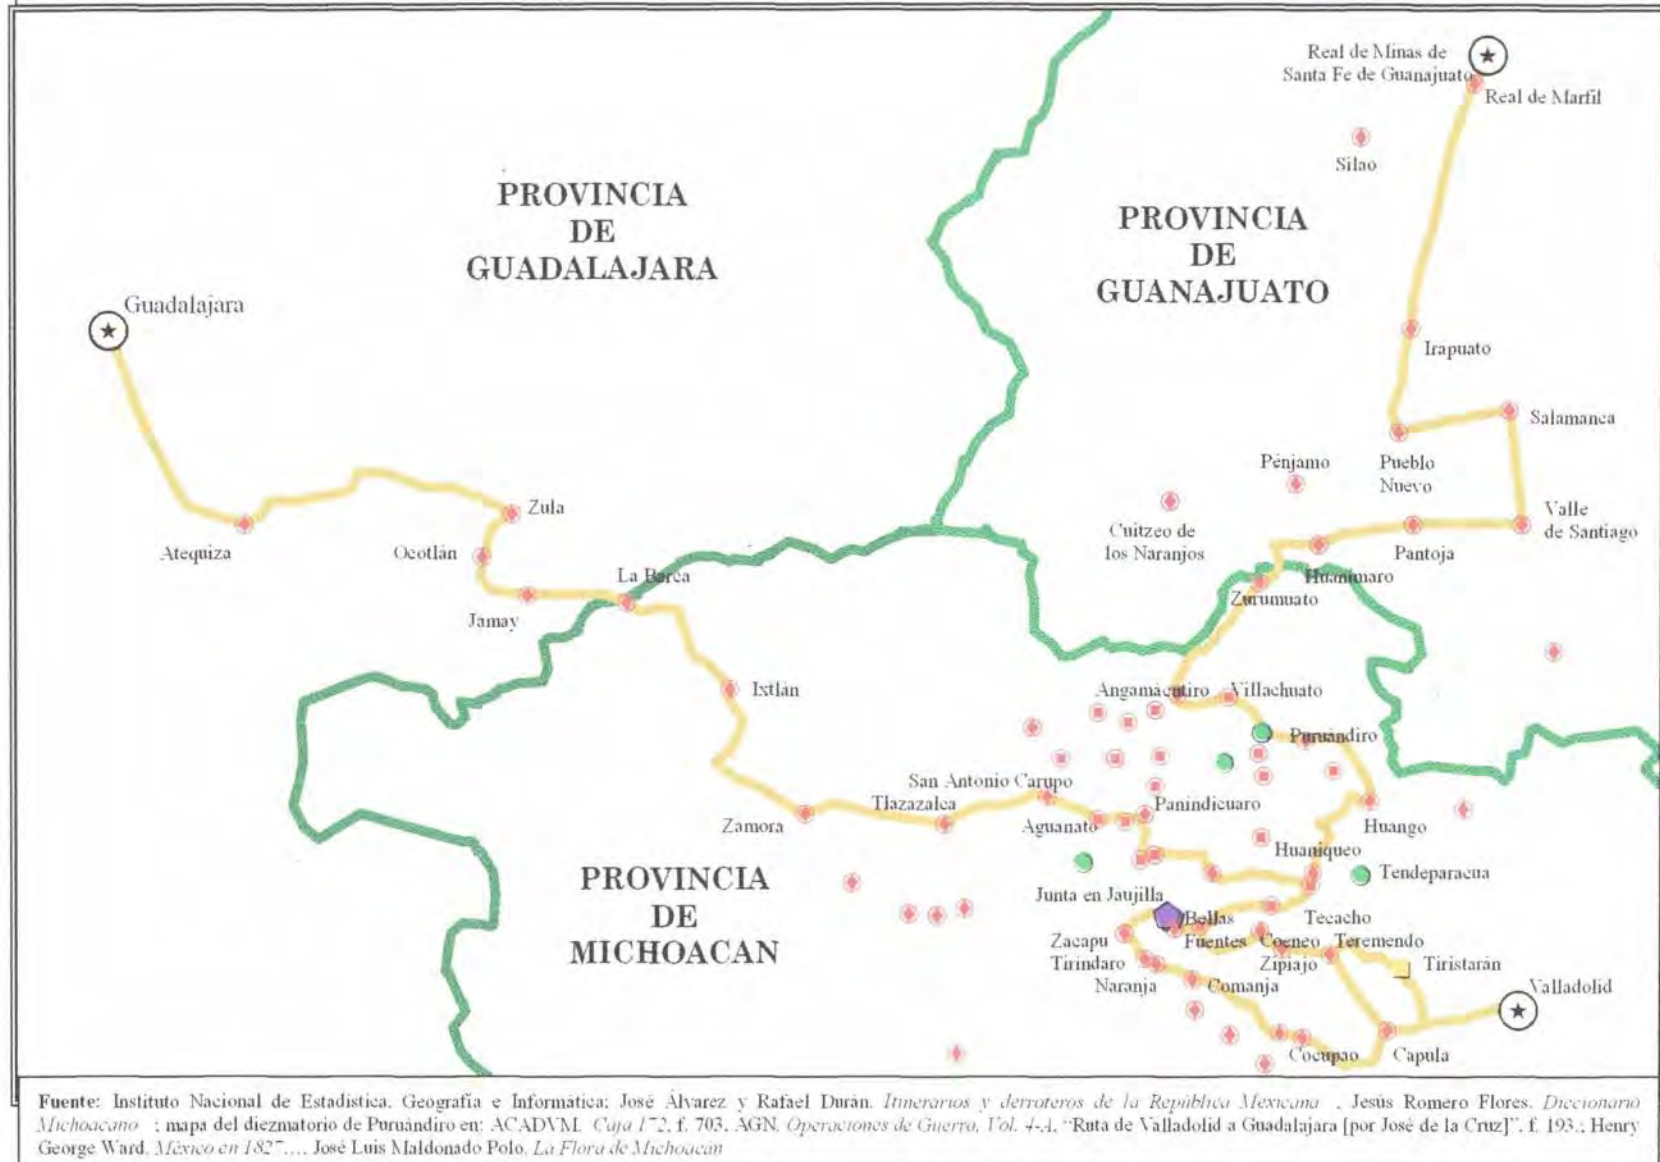 Real de Minas de
Santa Fe de Guanajuato
Real de Marfil
Silao
PROVINCIA
DE
GUADALAJARA
PROVINCIA
DE
GUANAJUATO
Guadalajara
Irapuato
Salamanca
Pénjamo
Pueblo
Nuevo
Zula
Valle
de Santiago
Cuitzeo de
los Naranjos
Atequiza
Ocotlán
Pantoja
La Barca
Huanimaro
Zurumuato
Jamay
Ixtlán
Angamácutiro
Villachuato
Puruándiro
San Antonio Carupo
Tlazazalca
Panindicuaro
Zamora
Aguanato
Huango
Huaniqueo
PROVINCIA
DE
MICHOACAN
Tendeparacua
Junta en Jaujilla
Bellas
Fuentes
Tecacho
Zacapu
Coeneo
Teremendo
Tirindaro
Zipiajo
Tiristarán
Naranja
Comanja
Valladolid
Cocupao
Capula
Fuente: Instituto Nacional de Estadistica, Geografía e Informática; José Álvarez y Rafael Durán. Itinerarios y derroteros de la República Mexicana . Jesús Romero Flores. Diccionario
Michoacano ; mapa del diezmatorio de Puruándiro en: ACADVM. Caja 172, f. 703. AGN. Operaciones de Guerra, Vol. 4-A. "Ruta de Valladolid a Guadalajara [por José de la Cruz]". f. 193.; Henry
George Ward. México en 1827.... José Luis Maldonado Polo. La Flora de Michoacán